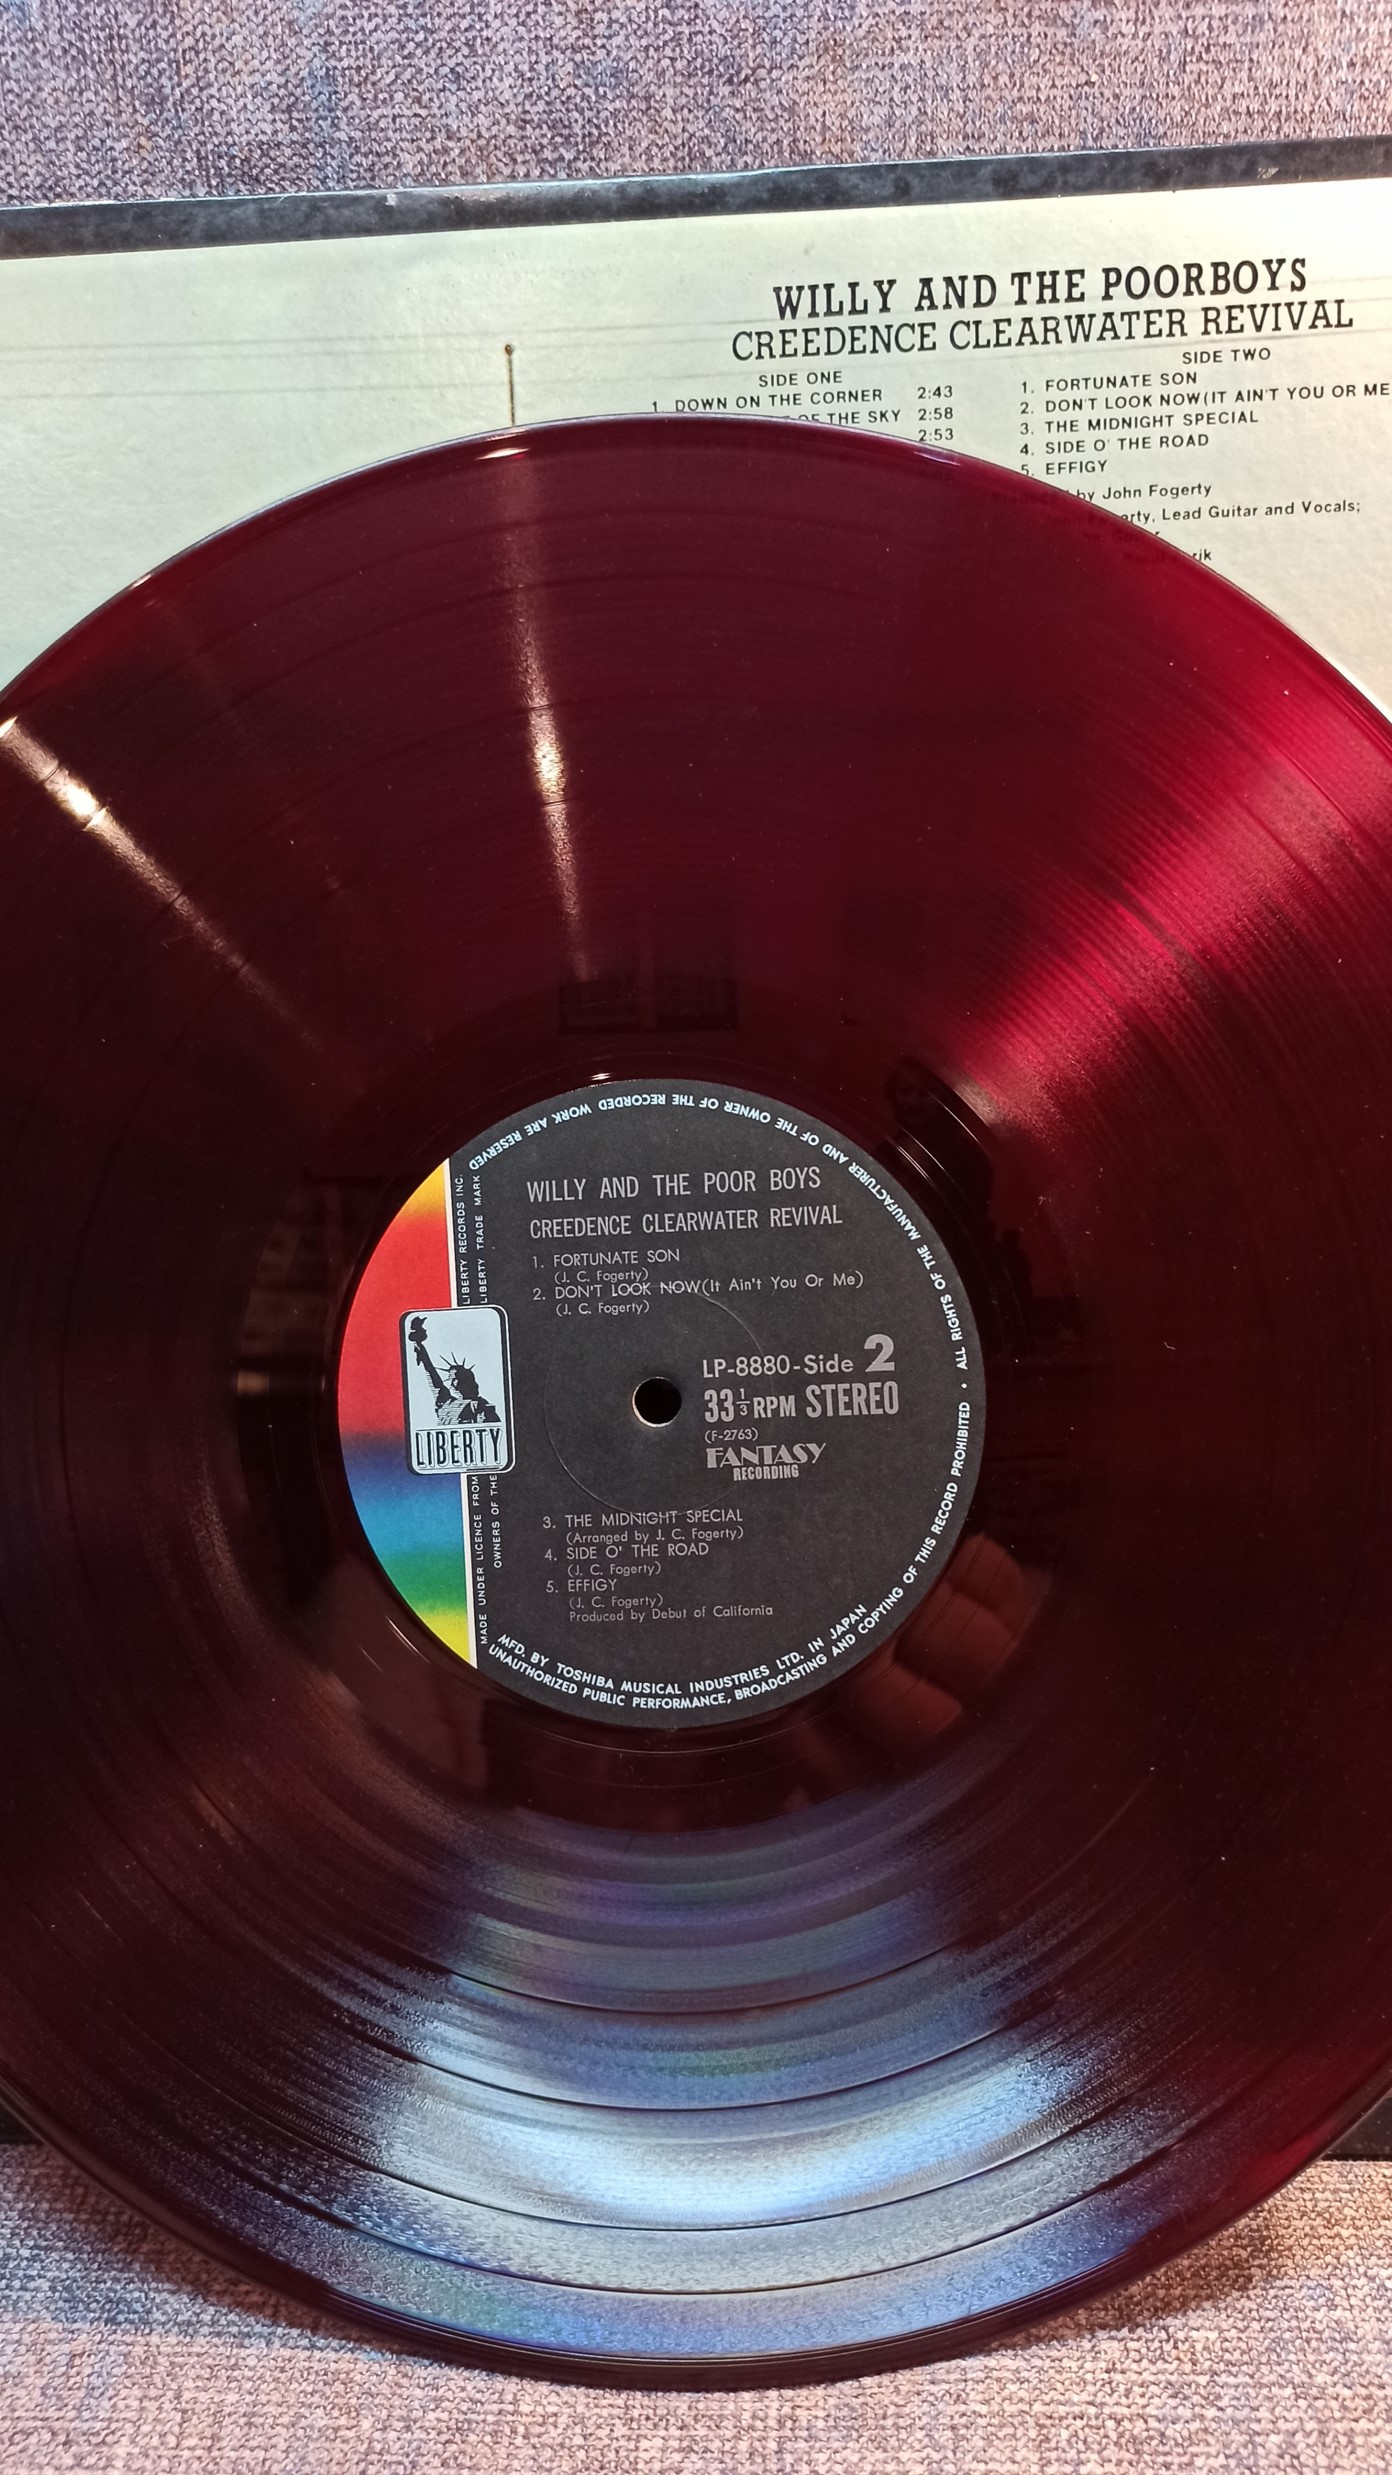 WILLY AND THE POORBOYS
CREEDENCE CLEARWATER REVIVAL
SIDE ONE
1. DOWN ON THE CORNER 2:43
OF THE SKY 2:58
2:53
SIDE TWO
1. FORTUNATE SON
2. DON'T LOOK NOW(IT AIN'T YOU OR ME
3. THE MIDNIGHT SPECIAL
4. SIDE O' THE ROAD
5. EFFIGY
by John Fogerty
Lead Guitar and Vocals;
WILLY AND THE POOR BOYS
CREEDENCE CLEARWATER REVIVAL
1. FORTUNATE SON
(J. C. Fogerty)
2. DON'T LOOK NOW(It Ain't You Or Me)
(J. C. Fogerty)
LP-8880-Side 2
33 1/3 RPM STEREO
(F-2763)
FANTASY
RECORDING
3. THE MIDNIGHT SPECIAL
(Arranged by J. C. Fogerty)
4. SIDE O' THE ROAD
(J. C. Fogerty)
5. EFFIGY
(J. C. Fogerty)
Produced by Debut of California
LIBERTY
MADE UNDER LICENCE FROM LIBERTY RECORDS INC.
OWNERS OF THE LIBERTY TRADE MARK
MFD. BY TOSHIBA MUSICAL INDUSTRIES LTD. IN JAPAN
UNAUTHORIZED PUBLIC PERFORMANCE, BROADCASTING AND COPYING OF THIS RECORD PROHIBITED • ALL RIGHTS OF THE MANUFACTURER AND OF THE OWNER OF THE RECORDED WORK ARE RESERVED